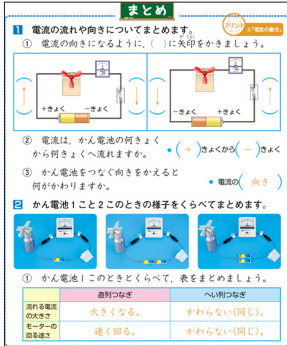 まとめ
プリント
3「電気の働き」
1 電流の流れや向きについてまとめます。
① 電流の向きになるように，( )に矢印をかきましょう。
−きょく +きょく
−きょく +きょく
② 電流は，かん電池の何きょく
から何きょくへ流れますか。
•( + )きょくから( − )きょく
③ かん電池をつなぐ向きをかえると
何がかわりますか。
•電流の( 向き )
2 かん電池1こと2このときの様子をくらべてまとめます。
① かん電池1このときとくらべて，表をまとめましょう。
直列つなぎ へい列つなぎ
流れる電流
の大きさ
大きくなる。 かわらない(同じ)。
モーターの
回る速さ
速く回る。 かわらない(同じ)。